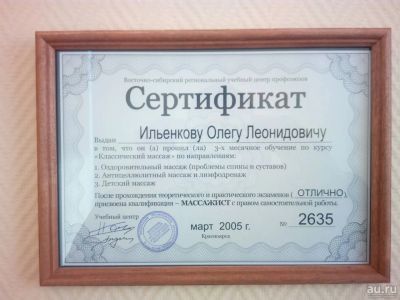 Восточно-сибирский региональный учебный центр профсоюзов
Сертификат
Выдан Ильенкову Олегу Леонидовичу
в том, что он (а) прошел (ла) 3-х месячное обучение по курсу
«Классический массаж» по направлениям:
1. Оздоровительный массаж (проблемы спины и суставов)
2. Антицеллюлитный массаж и лимфодренаж
3. Детский массаж
После прохождения теоретического и практического экзаменов ( ОТЛИЧНО )
присвоена квалификация – МАССАЖИСТ с правом самостоятельной работы.
Учебный центр
март 2005 г. № 2635
Красноярск
au.ru